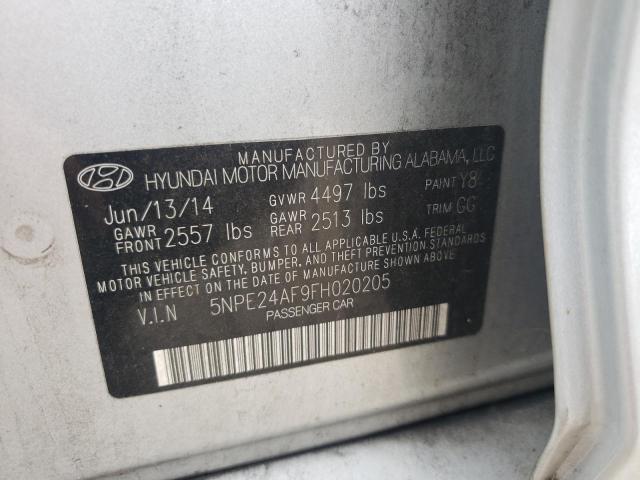 MANUFACTURED BY
HYUNDAI MOTOR MANUFACTURING ALABAMA, LLC
Jun/13/14 GVWR 4497 lbs PAINT Y8
GAWR FRONT 2557 lbs GAWR REAR 2513 lbs TRIM GG
THIS VEHICLE CONFORMS TO ALL APPLICABLE U.S.A. FEDERAL
MOTOR VEHICLE SAFETY, BUMPER, AND THEFT PREVENTION STANDARDS
IN EFFECT ON THE DATE OF MANUFACTURE SHOWN ABOVE.
V.I.N 5NPE24AF9FH020205
PASSENGER CAR